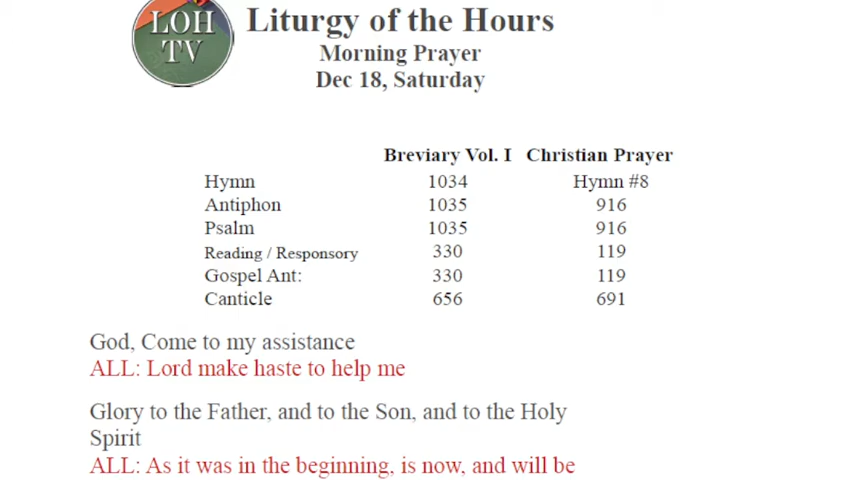 LOH
TV
Liturgy of the Hours
Morning Prayer
Dec 18, Saturday
Breviary Vol. I Christian Prayer
Hymn 1034 Hymn #8
Antiphon 1035 916
Psalm 1035 916
Reading / Responsory 330 119
Gospel Ant: 330 119
Canticle 656 691
God, Come to my assistance
ALL: Lord make haste to help me
Glory to the Father, and to the Son, and to the Holy
Spirit
ALL: As it was in the beginning, is now, and will be